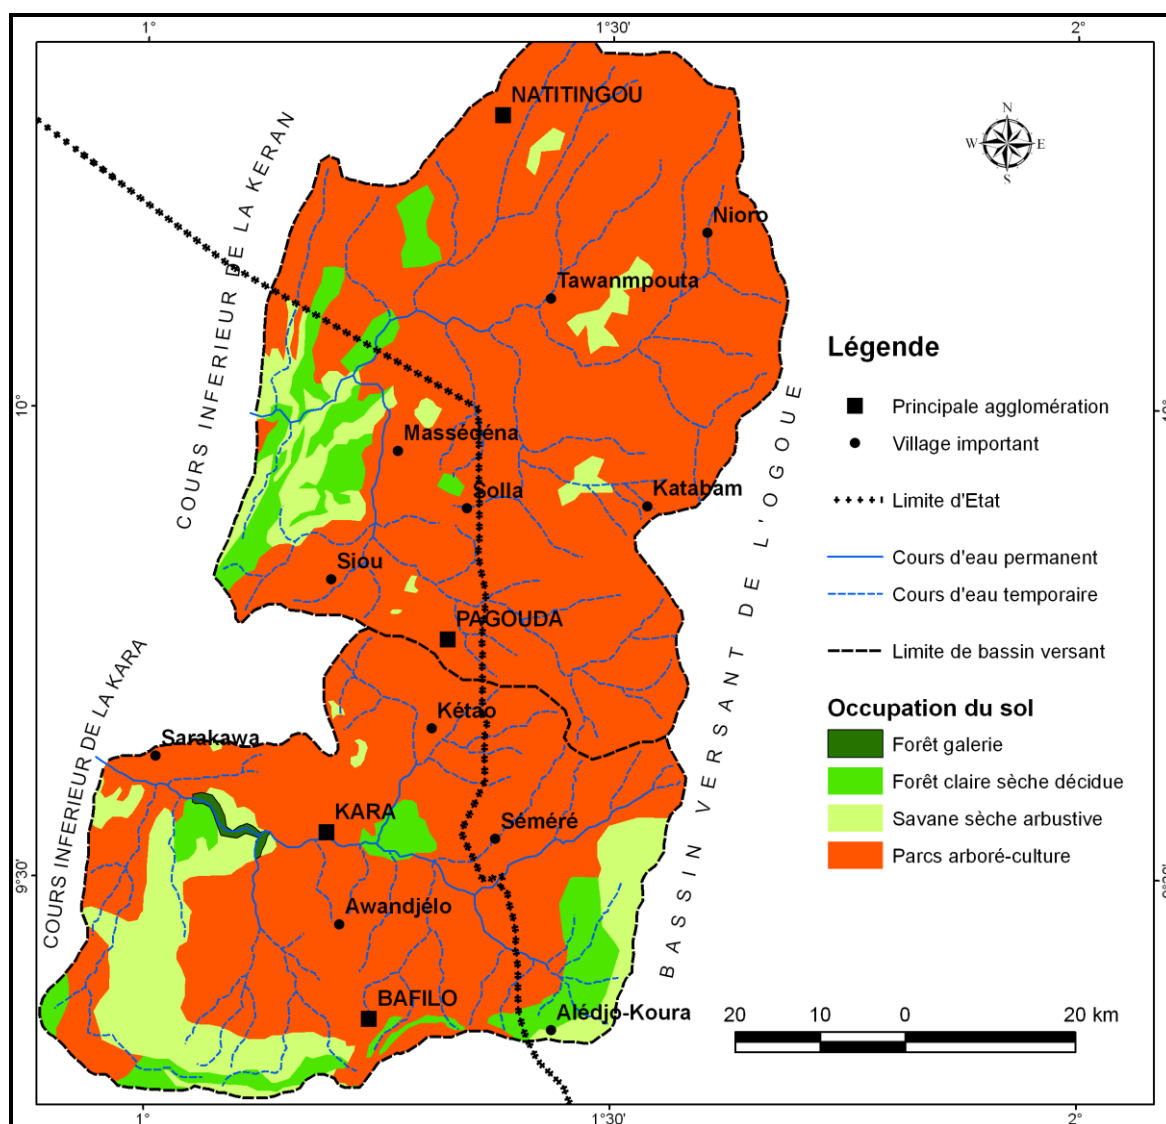 1°
1°30'
2°
NATITINGOU
N
W
E
S
COURS INFERIEUR DE LA KERAN
Nioro
Tawanmpouta
Légende
10°
Principale agglomération
Massédéna
Village important
Solla
Katabam
Limite d'Etat
Cours d'eau permanent
Siou
Cours d'eau temporaire
PAGOUDA
Limite de bassin versant
BASSIN VERSANT DE L'OGOUE
COURS INFERIEUR DE LA KARA
Kétao
Occupation du sol
Sarakawa
Forêt galerie
Forêt claire sèche décidue
KARA
Séméré
Savane sèche arbustive
Parcs arboré-culture
9°30'
Awandjélo
BAFILO
Alédjo-Koura
20 10 0 20 km
1°
1°30'
2°